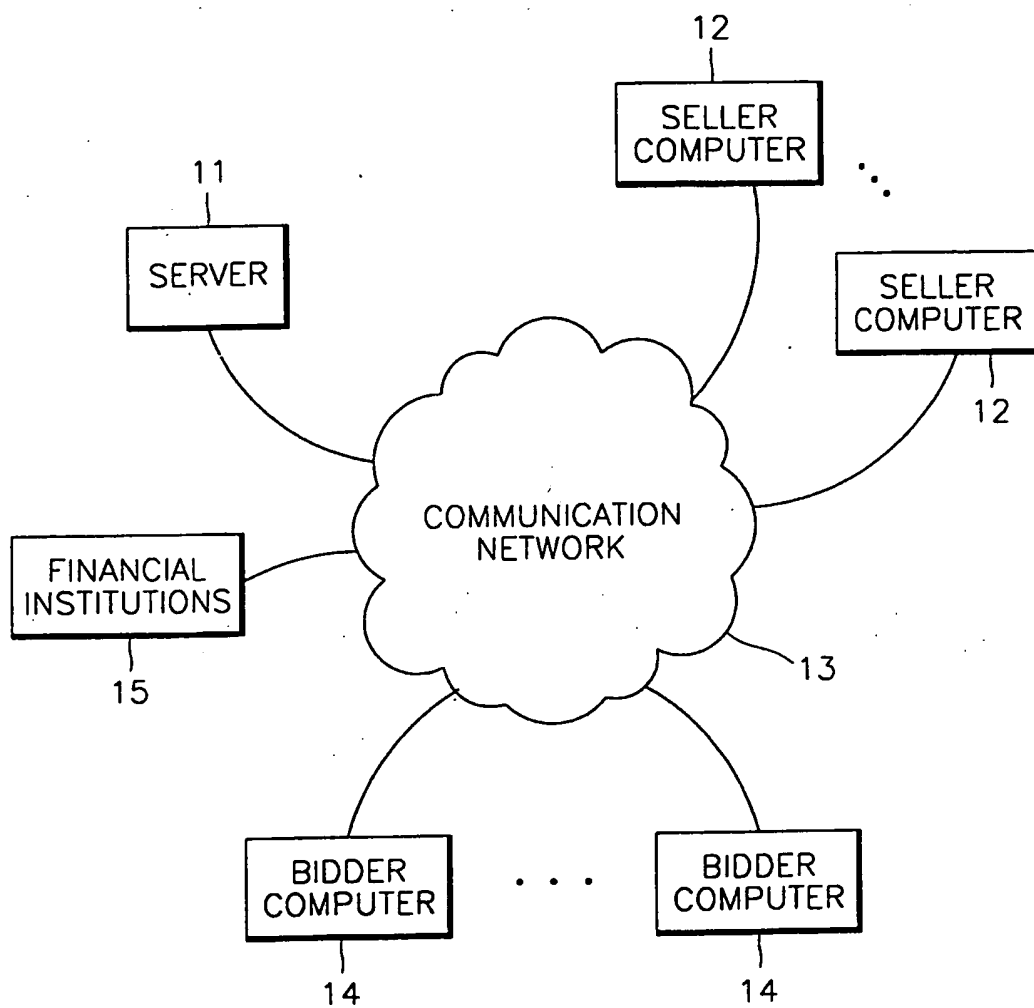 12
SELLER
COMPUTER
11
SERVER
SELLER
COMPUTER
12
COMMUNICATION
NETWORK
FINANCIAL
INSTITUTIONS
15
13
BIDDER
COMPUTER
BIDDER
COMPUTER
14
14